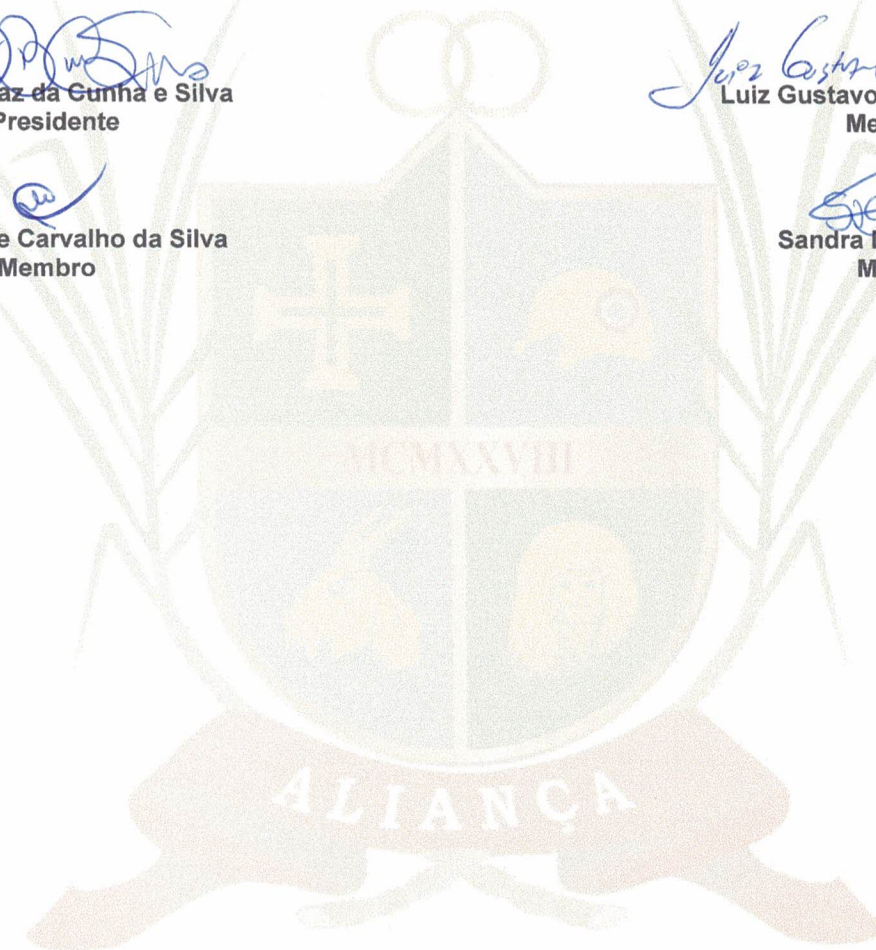 az da Cunha e Silva
Presidente
Luiz Gustavo
Me
e Carvalho da Silva
Membro
Sandra
M
MCMXXVIII
ALIANÇA